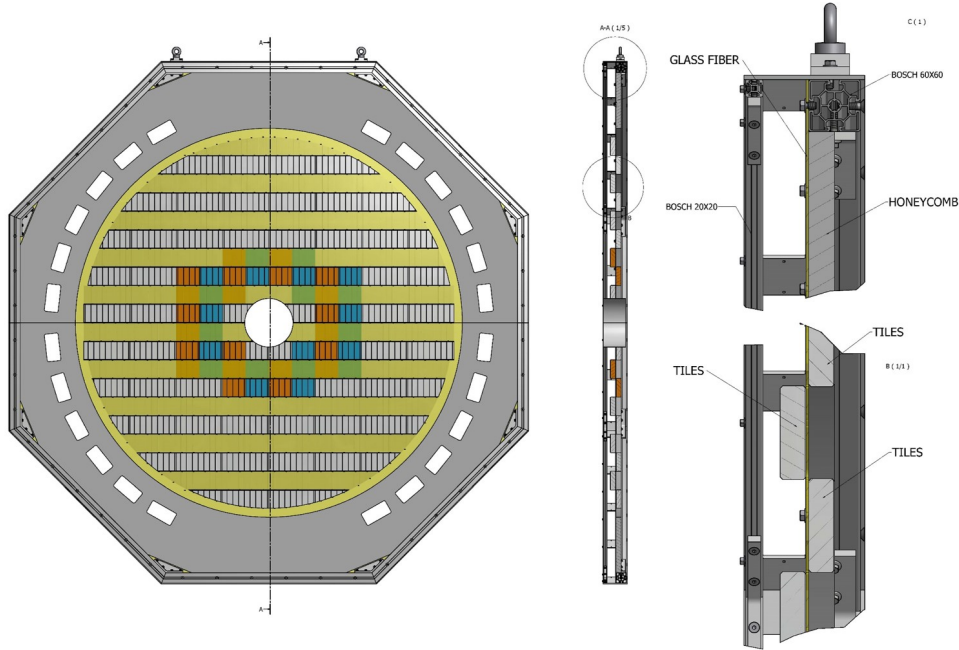 A
A-A ( 1/5 )
C ( 1 )
GLASS FIBER
BOSCH 60X60
BOSCH 20X20
HONEYCOMB
B
TILES
TILES
B ( 1/1 )
TILES
A